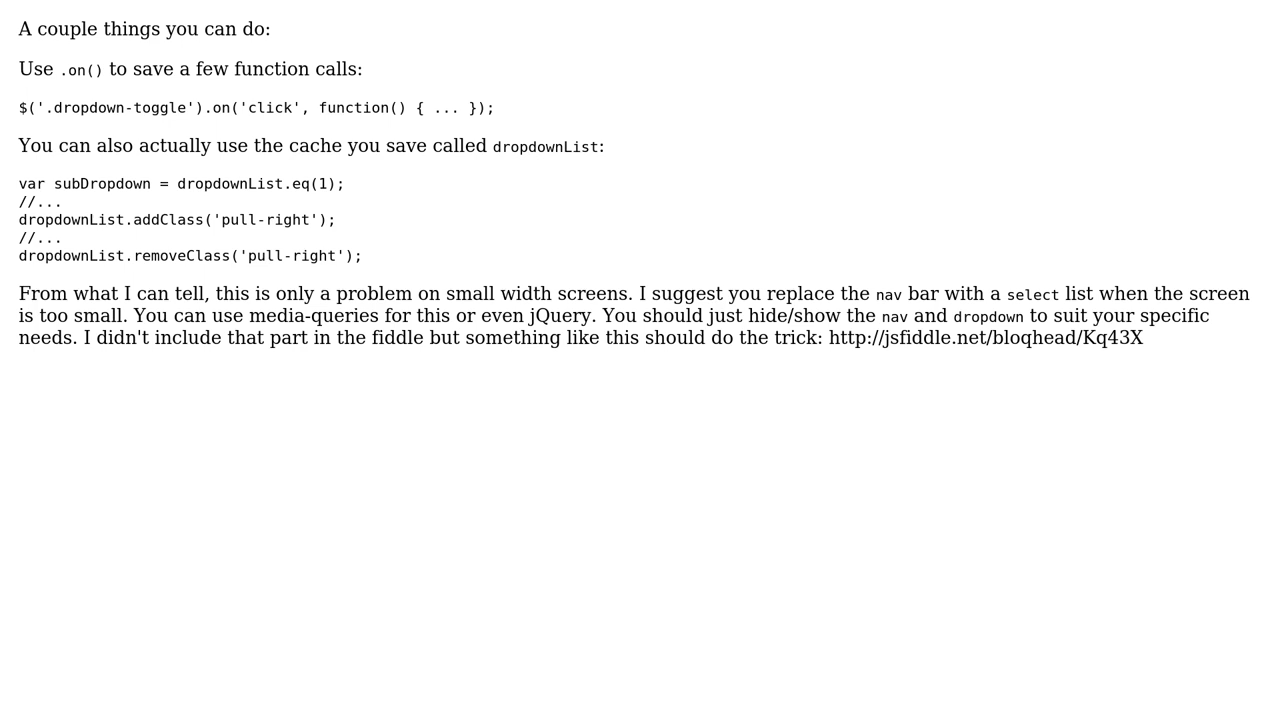 A couple things you can do:
Use .on() to save a few function calls:
$('.dropdown-toggle').on('click', function() { ... });
You can also actually use the cache you save called dropdownList:
var subDropdown = dropdownList.eq(1);
//...
dropdownList.addClass('pull-right');
//...
dropdownList.removeClass('pull-right');
From what I can tell, this is only a problem on small width screens. I suggest you replace the nav bar with a select list when the screen
is too small. You can use media-queries for this or even jQuery. You should just hide/show the nav and dropdown to suit your specific
needs. I didn't include that part in the fiddle but something like this should do the trick: http://jsfiddle.net/bloqhead/Kq43X